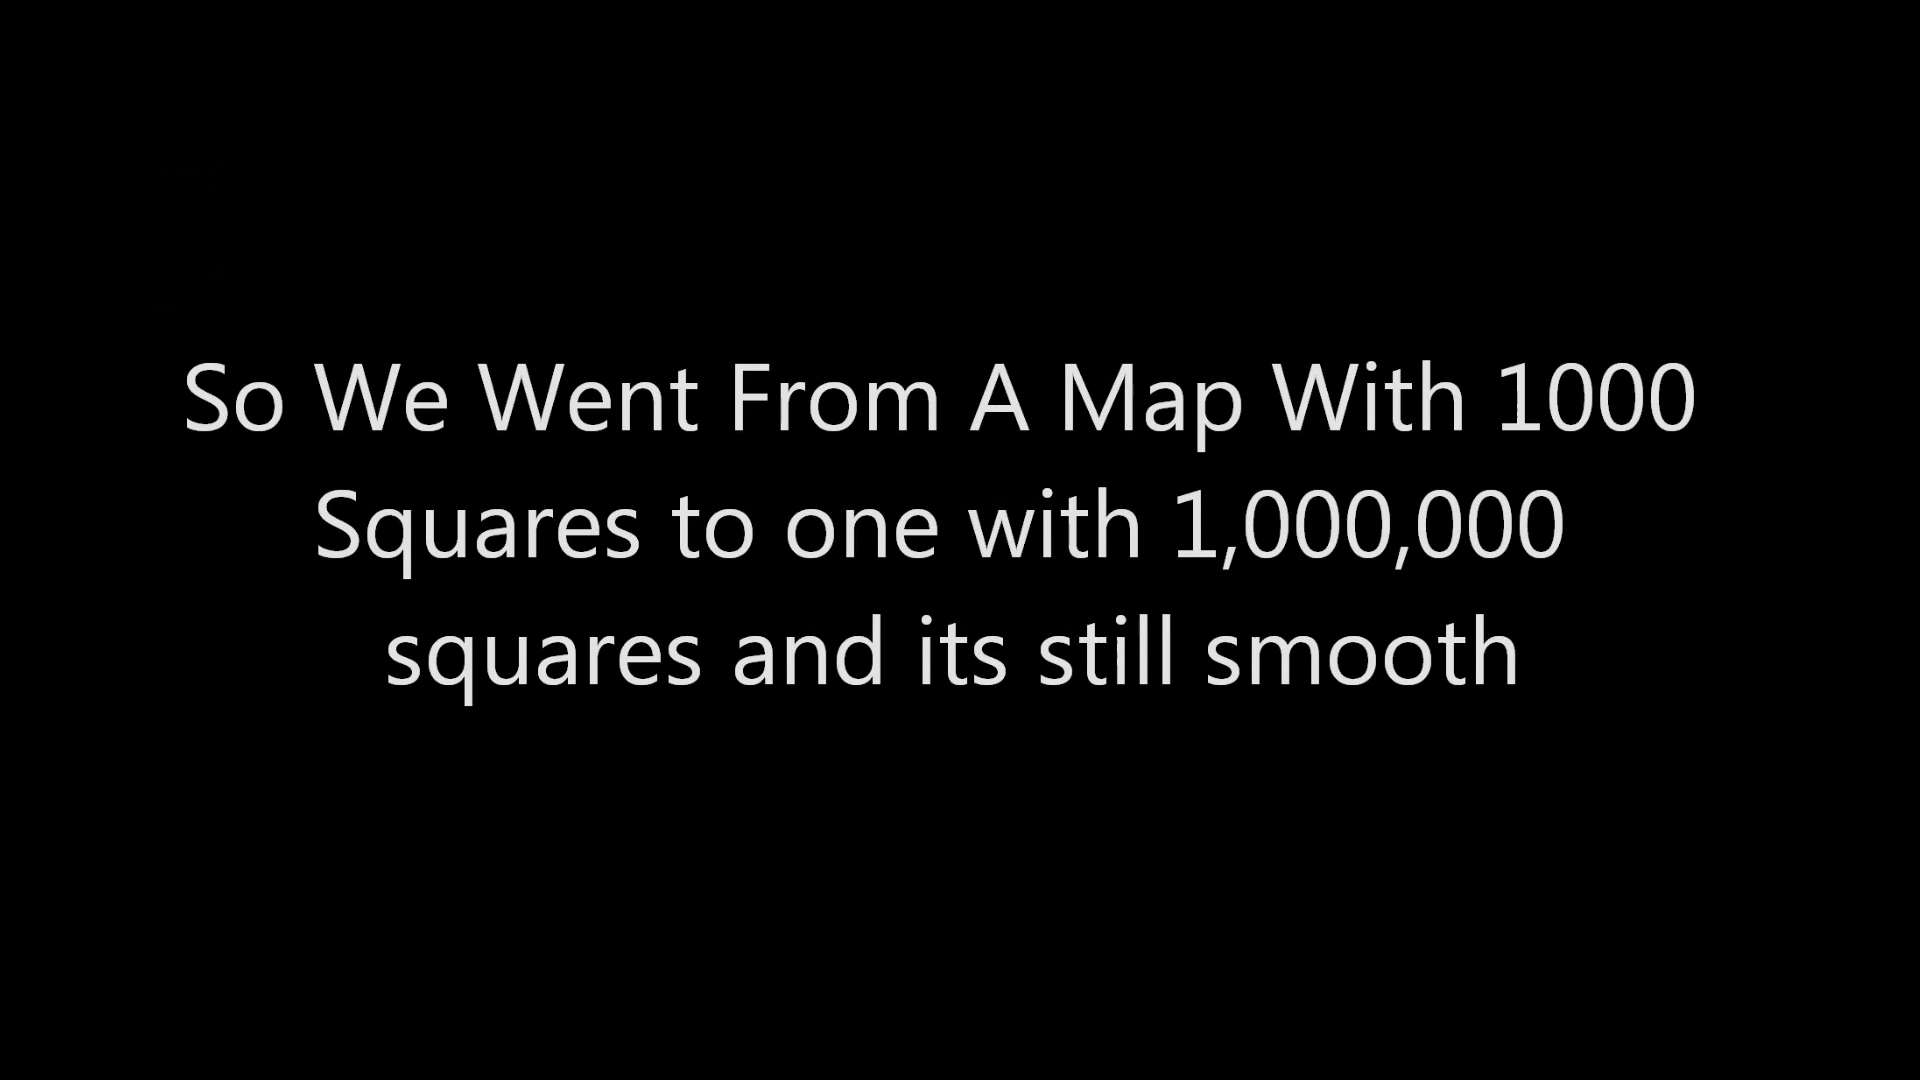 So We Went From A Map With 1000
Squares to one with 1,000,000
squares and its still smooth